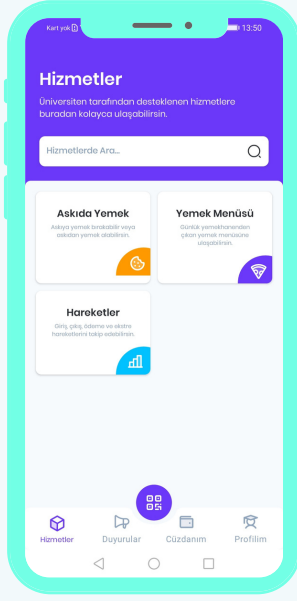 Kart yok
13:50
Hizmetler
Üniversiten tarafından desteklenen hizmetlere
buradan kolayca ulaşabilirsin.
Hizmetlerde Ara...
Askıda Yemek
Askıya yemek bırakabilir veya
askıdan yemek alabilirsin.
Yemek Menüsü
Günlük yemekhanenden
çıkan yemek menüsüne
ulaşabilirsin.
Hareketler
Giriş, çıkış, ödeme ve ekstre
hareketlerini takip edebilirsin.
Hizmetler
Duyurular
Cüzdanım
Profilim